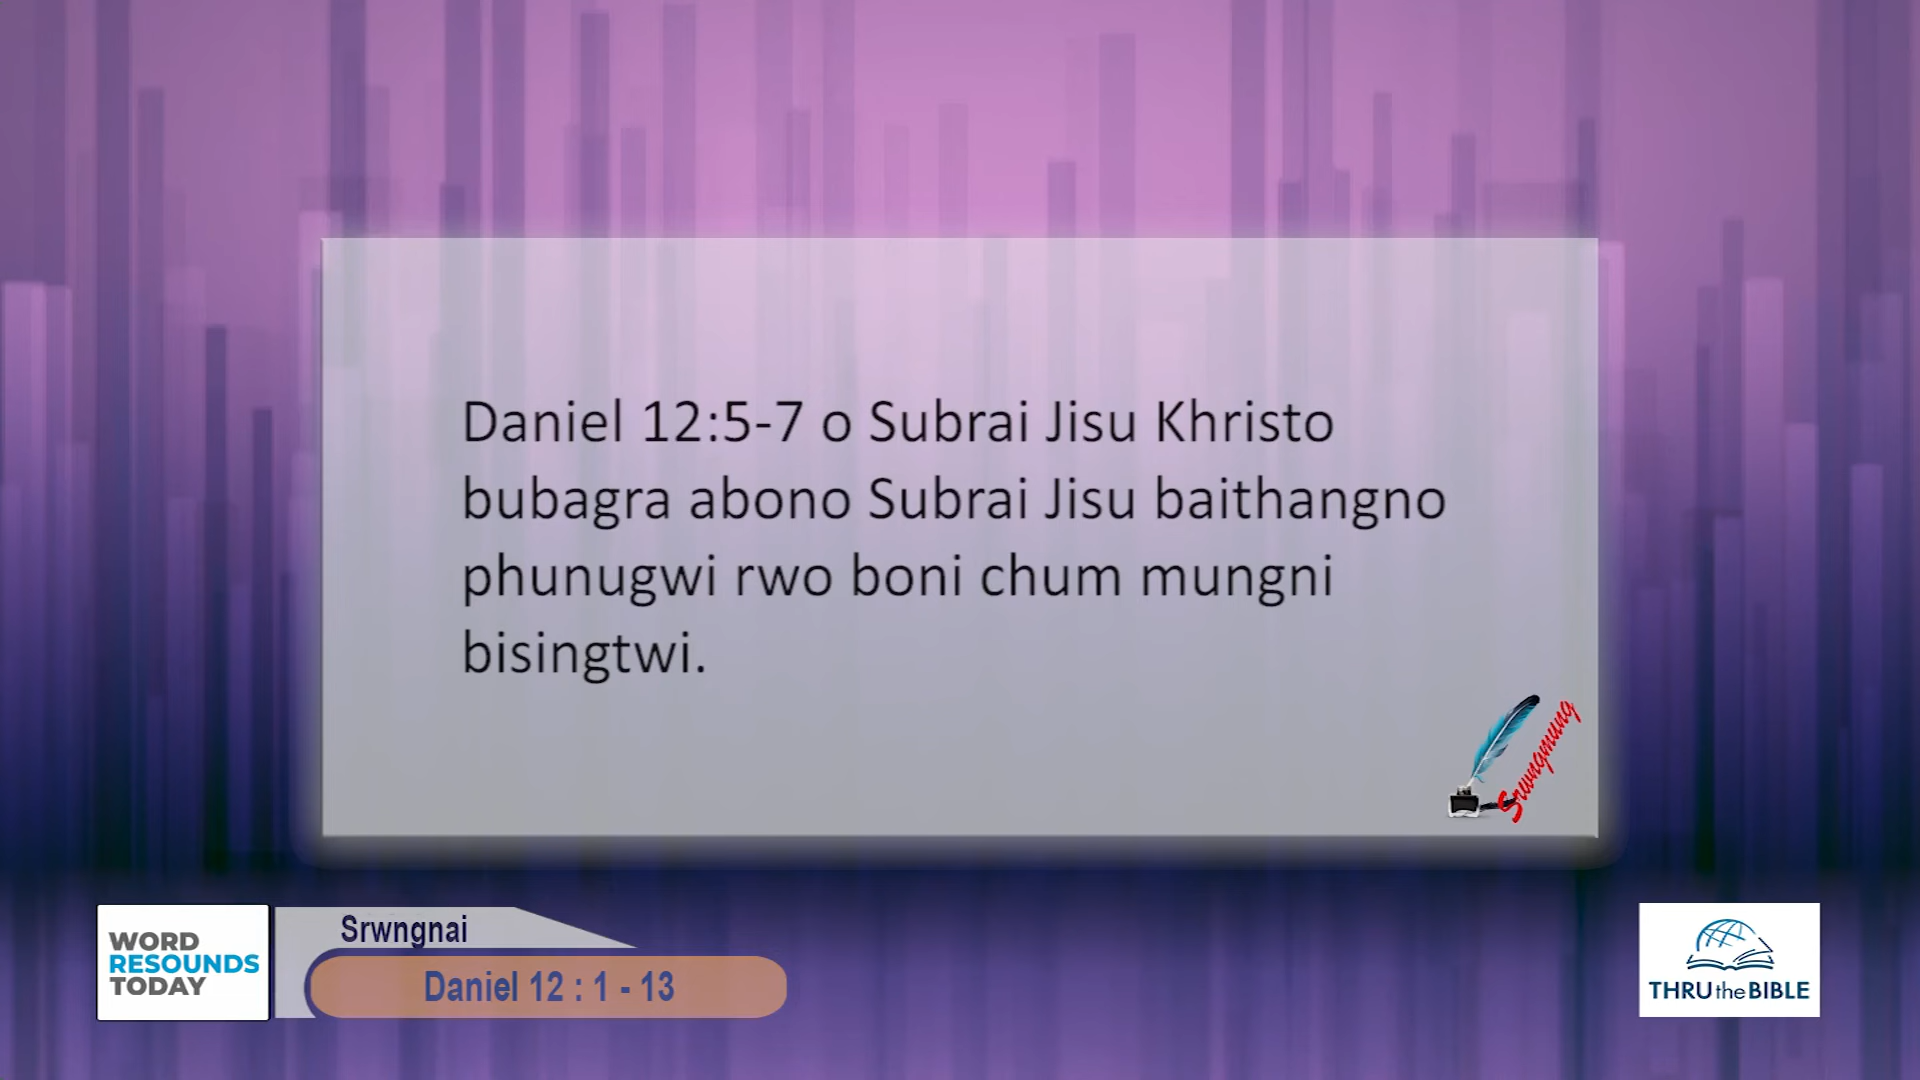 Daniel 12:5-7 o Subrai Jisu Khristo
bubagra abono Subrai Jisu baithangno
phunugwi rwo boni chum mungni
bisingtwi.
Srwngmung
WORD
RESOUNDS
TODAY
Srwngnai
Daniel 12 : 1 - 13
THRU the BIBLE